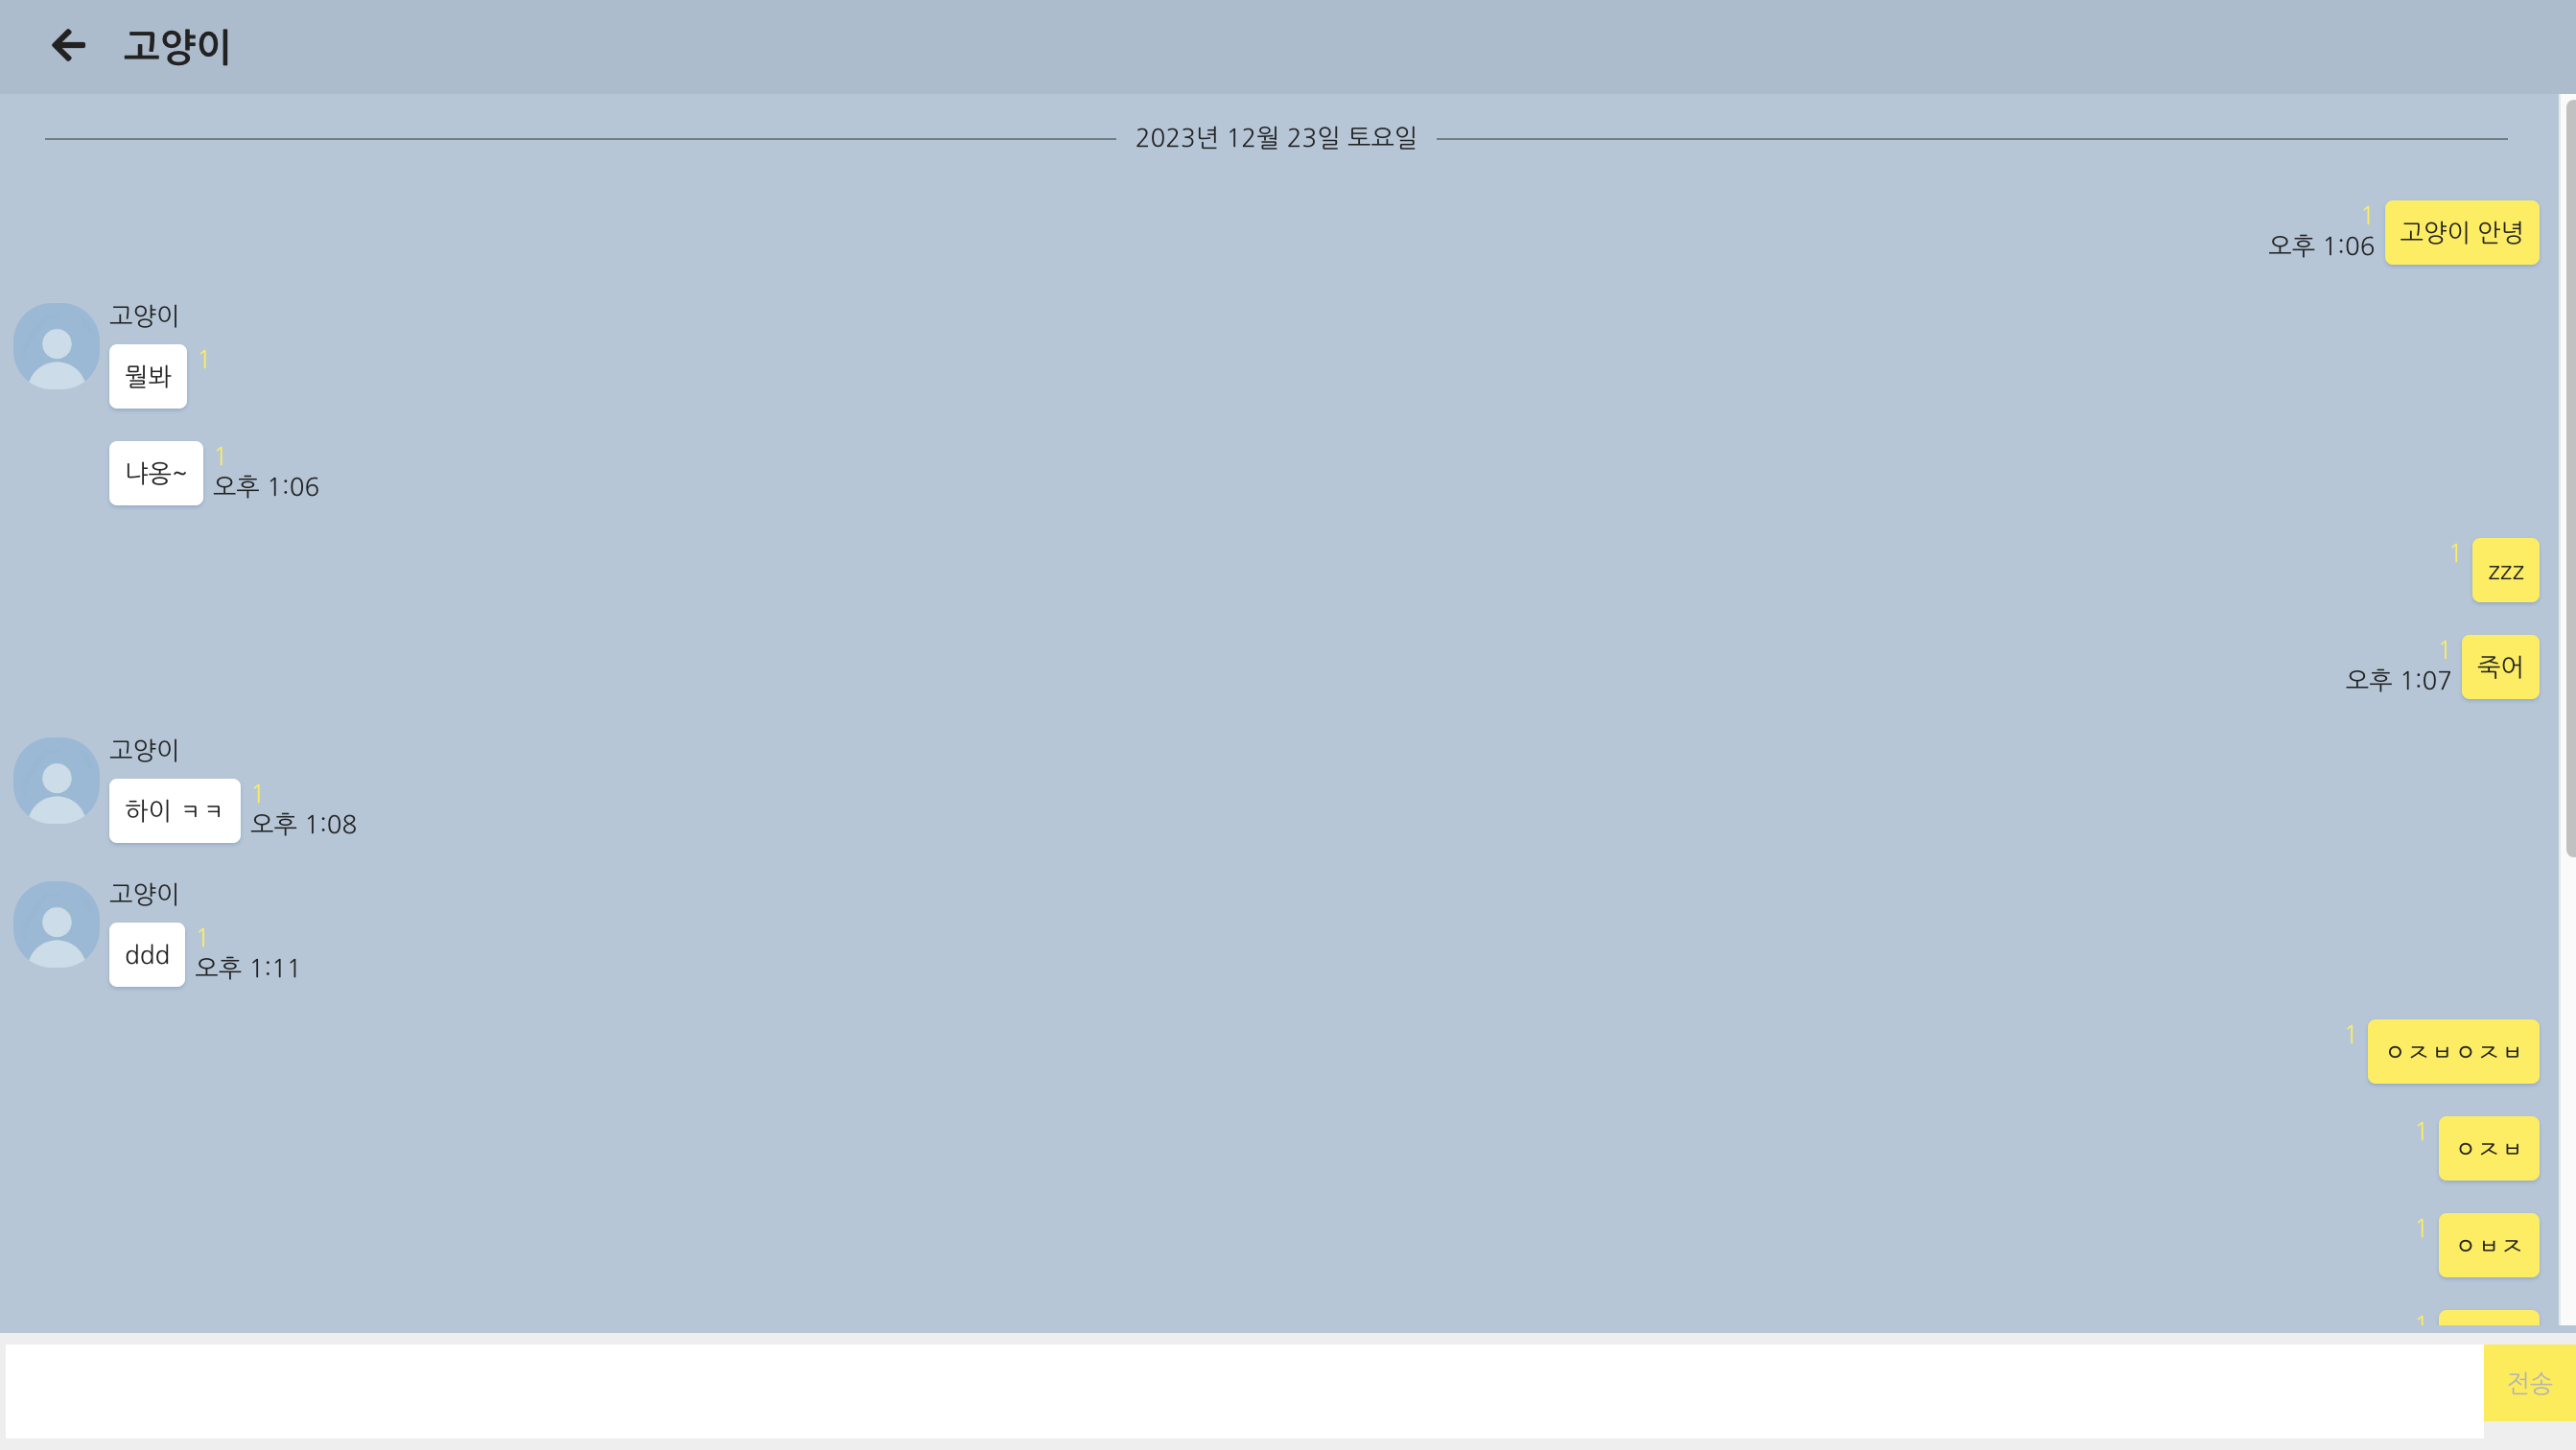 고양이
2023년 12월 23일 토요일
1
오후 1:06
고양이 안녕
고양이
뭘봐
1
냐옹~
1
오후 1:06
1
zzz
1
오후 1:07
죽어
고양이
하이 ㅋㅋ
1
오후 1:08
고양이
ddd
1
오후 1:11
1
ㅇㅈㅂㅇㅈㅂ
1
ㅇㅈㅂ
1
ㅇㅂㅈ
1
전송